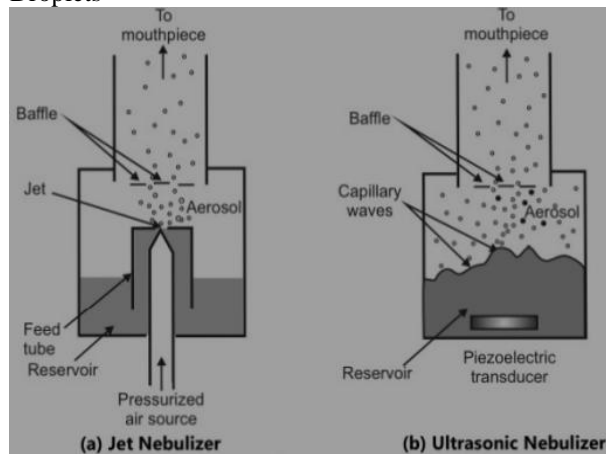 Droplets
To
mouthpiece
Baffle
Jet
Aerosol
Feed
tube
Reservoir
Pressurized
air source
(a) Jet Nebulizer
To
mouthpiece
Baffle
Capillary
waves
Aerosol
Reservoir
Piezoelectric
transducer
(b) Ultrasonic Nebulizer